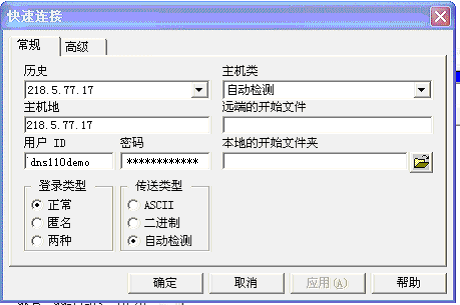 快速连接
常规 高级
历史 主机类
218.5.77.17 自动检测
主机地 远端的开始文件
218.5.77.17
用户 ID 密码 本地的开始文件夹
dns110demo ************
登录类型 传送类型
正常 ASCII
匿名 二进制
两种 自动检测
确定 取消 应用(A) 帮助